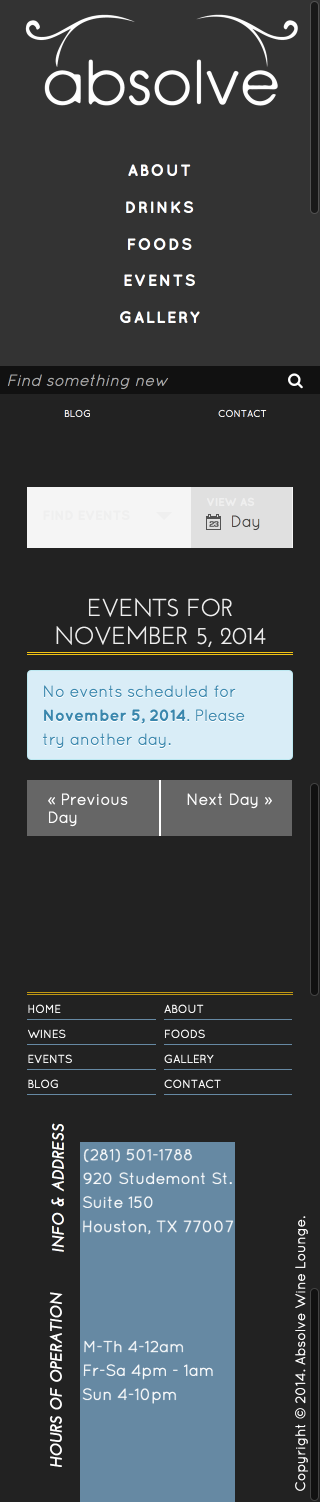 absolve
ABOUT
DRINKS
FOODS
EVENTS
GALLERY
Find something new
BLOG
CONTACT
FIND EVENTS
VIEW AS
23 Day
EVENTS FOR
NOVEMBER 5, 2014
No events scheduled for
November 5, 2014. Please
try another day.
« Previous
Day
Next Day »
HOME
ABOUT
WINES
FOODS
EVENTS
GALLERY
BLOG
CONTACT
INFO & ADDRESS
(281) 501-1788
920 Studemont St.
Suite 150
Houston, TX 77007
HOURS OF OPERATION
M-Th 4-12am
Fr-Sa 4pm - 1am
Sun 4-10pm
Copyright © 2014. Absolve Wine Lounge.